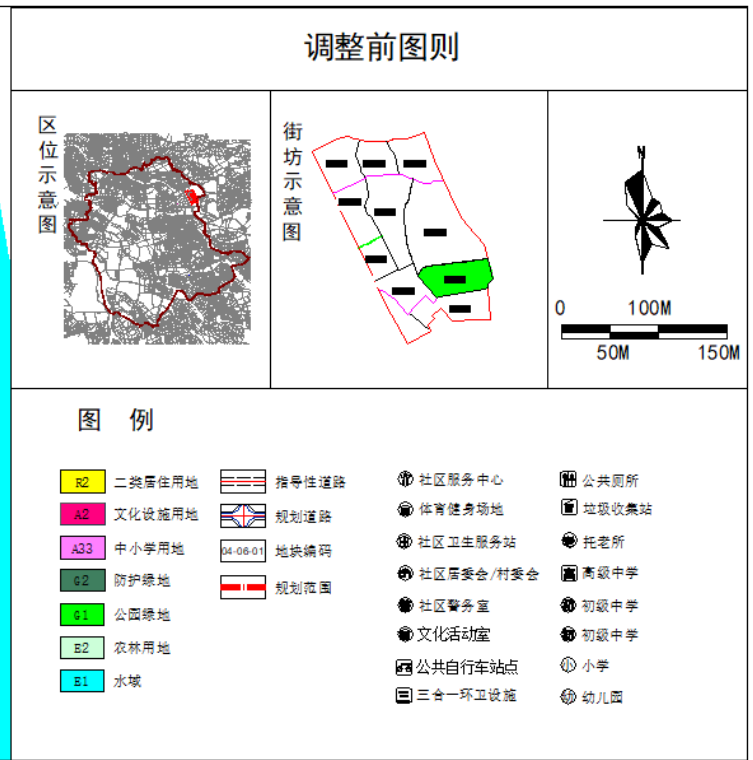 调整前图则
区位示意图
街坊示意图
N
0 100M
50M 150M
图 例
R2 二类居住用地
A2 文化设施用地
A33 中小学用地
G2 防护绿地
G1 公园绿地
E2 农林用地
E1 水域
指导性道路
规划道路
04-06-01 地块编码
规划范围
社区服务中心
体育健身场地
社区卫生服务站
社区居委会/村委会
社区警务室
文化活动室
公共自行车站点
三合一环卫设施
公共厕所
垃圾收集站
托老所
高级中学
初级中学
初级中学
小学
幼儿园